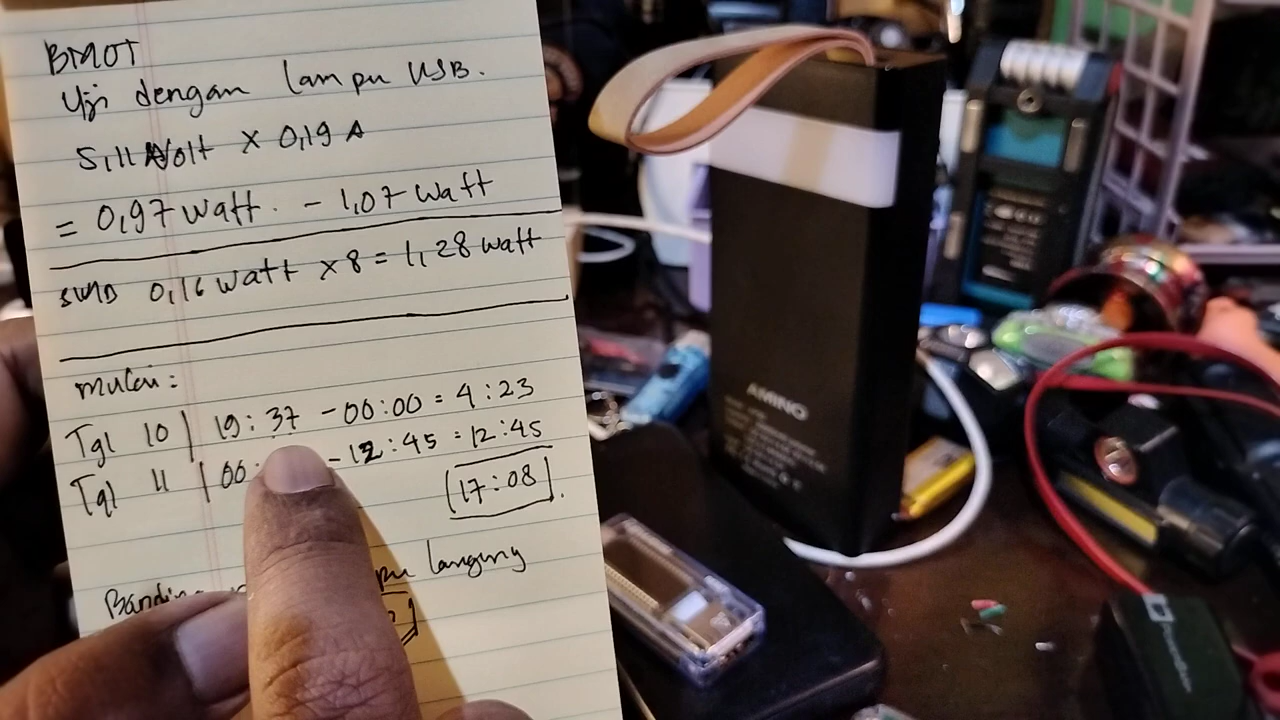 BMOT
Uji dengan lampu USB.
5,11 Volt x 0,19 A
= 0,97 watt. - 1,07 watt
SMD 0,16 watt x 8 = 1,28 watt
mulai:
Tgl 10 | 19:37 - 00:00 = 4:23
Tgl 11 | 00: - 12:45 = 12:45
(17:08).
langsung
AMINO